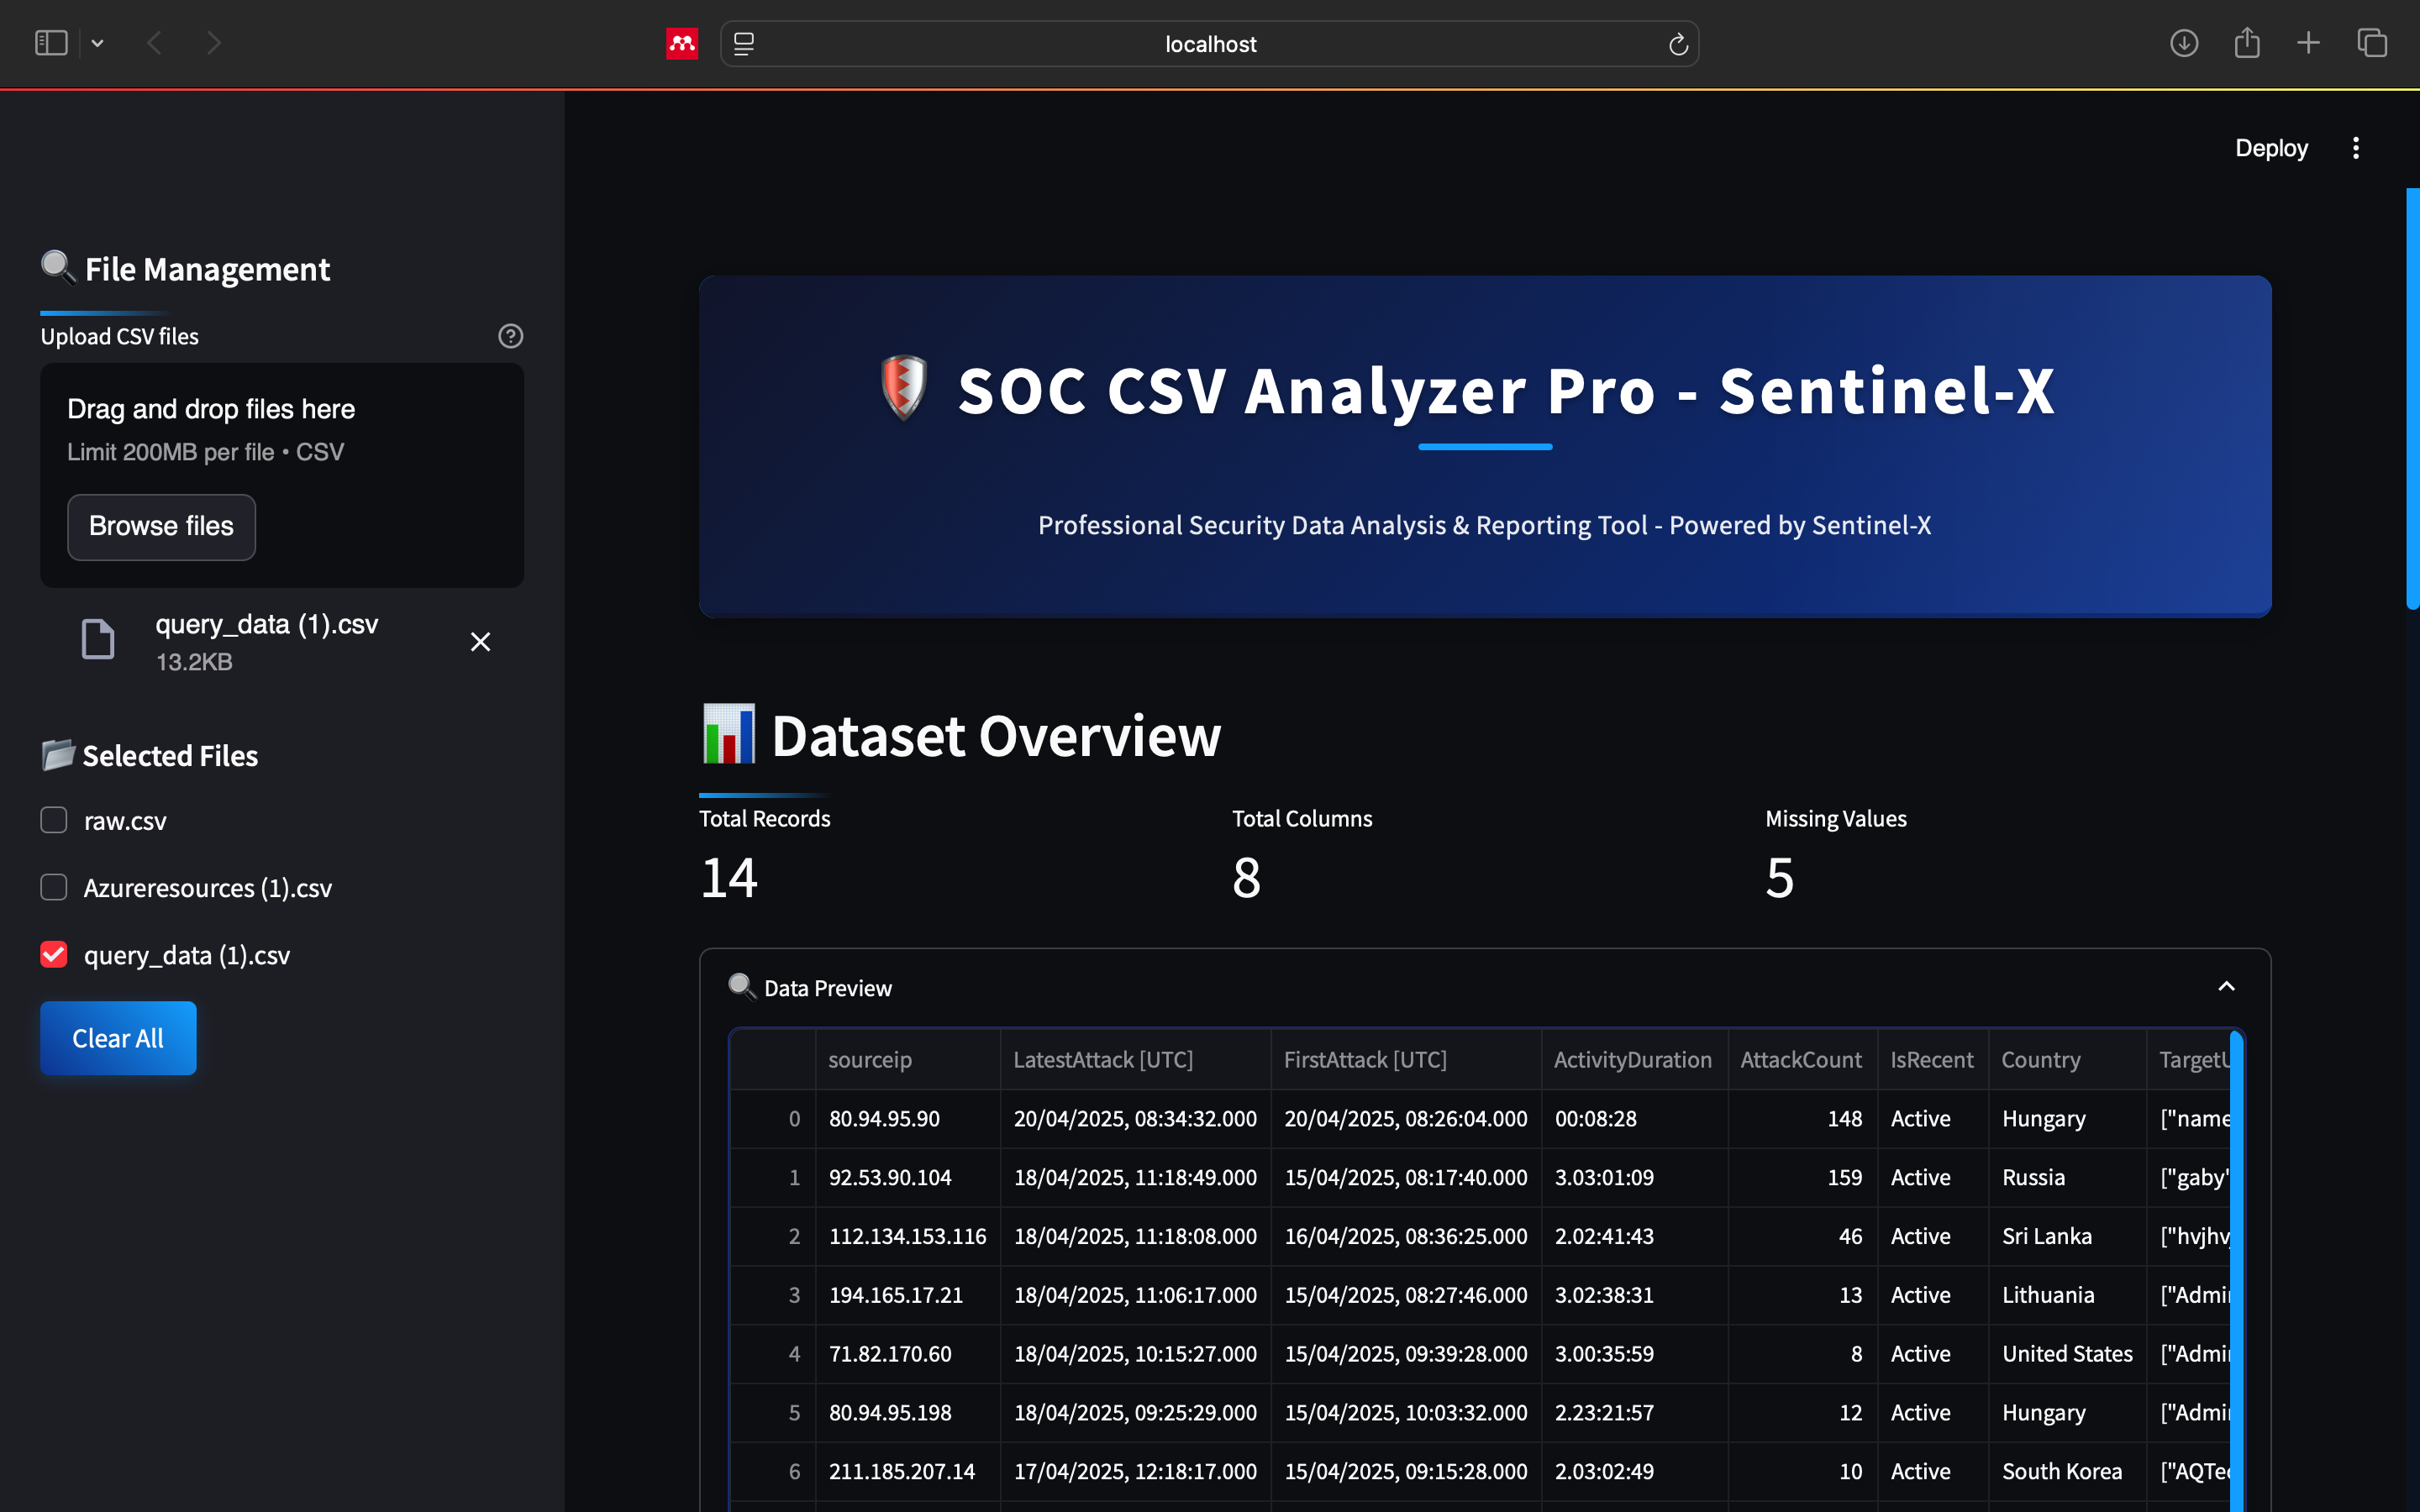 localhost
Deploy
File Management
Upload CSV files
Drag and drop files here
Limit 200MB per file • CSV
Browse files
query_data (1).csv
13.2KB
Selected Files
raw.csv
Azureresources (1).csv
query_data (1).csv
Clear All
SOC CSV Analyzer Pro - Sentinel-X
Professional Security Data Analysis & Reporting Tool - Powered by Sentinel-X
Dataset Overview
Total Records Total Columns Missing Values
14 8 5
Data Preview
sourceip LatestAttack [UTC] FirstAttack [UTC] ActivityDuration AttackCount IsRecent Country TargetU
0 80.94.95.90 20/04/2025, 08:34:32.000 20/04/2025, 08:26:04.000 00:08:28 148 Active Hungary ["name
1 92.53.90.104 18/04/2025, 11:18:49.000 15/04/2025, 08:17:40.000 3.03:01:09 159 Active Russia ["gaby"
2 112.134.153.116 18/04/2025, 11:18:08.000 16/04/2025, 08:36:25.000 2.02:41:43 46 Active Sri Lanka ["hvjhv
3 194.165.17.21 18/04/2025, 11:06:17.000 15/04/2025, 08:27:46.000 3.02:38:31 13 Active Lithuania ["Admi
4 71.82.170.60 18/04/2025, 10:15:27.000 15/04/2025, 09:39:28.000 3.00:35:59 8 Active United States ["Admi
5 80.94.95.198 18/04/2025, 09:25:29.000 15/04/2025, 10:03:32.000 2.23:21:57 12 Active Hungary ["Admi
6 211.185.207.14 17/04/2025, 12:18:17.000 15/04/2025, 09:15:28.000 2.03:02:49 10 Active South Korea ["AQTe